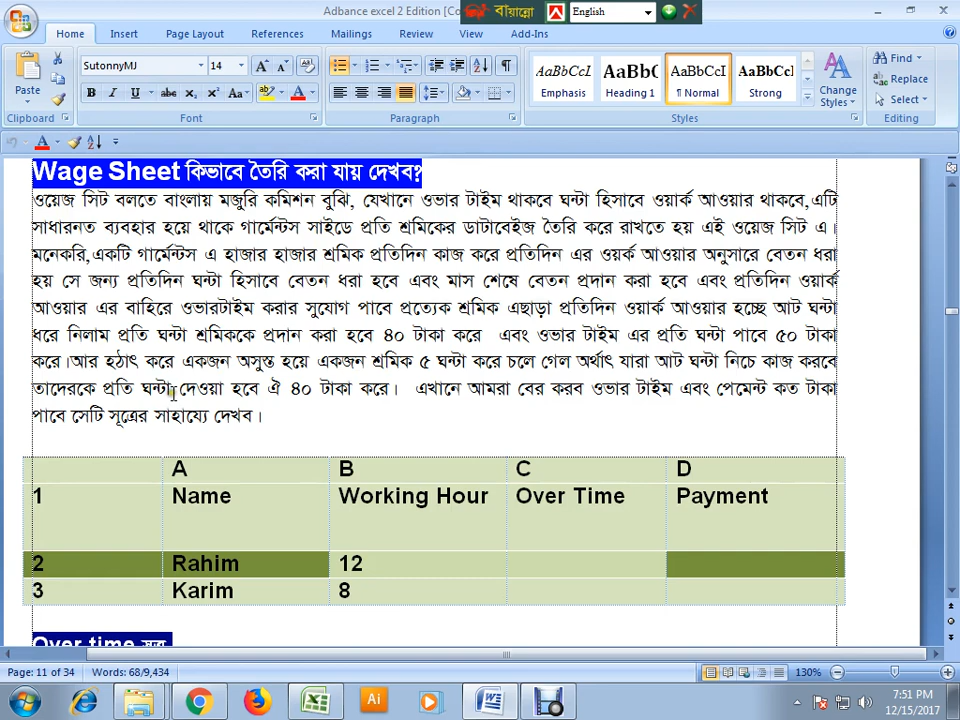 Adbance excel 2 Edition [Co
বায়ান্নো
English
Home Insert Page Layout References Mailings Review View Add-Ins
Paste
SutonnyMJ 14
B I U abc X₂ X² Aa
AaBbCcI AaBbC AaBbCcI AaBbCcl
Emphasis Heading 1 ¶ Normal Strong
Change Styles
Find
Replace
Select
Clipboard Font Paragraph Styles Editing
Wage Sheet কিভাবে তৈরি করা যায় দেখব?
ওয়েজ সিট বলতে বাংলায় মজুরি কমিশন বুঝি, যেখানে ওভার টাইম থাকবে ঘন্টা হিসাবে ওয়ার্ক আওয়ার থাকবে,এটি
সাধারনত ব্যবহার হয়ে থাকে গার্মেন্টস সাইডে প্রতি শ্রমিকের ডাটাবেইজ তৈরি করে রাখতে হয় এই ওয়েজ সিট এ।
মনেকরি,একটি গার্মেন্টস এ হাজার হাজার শ্রমিক প্রতিদিন কাজ করে প্রতিদিন এর ওয়র্ক আওয়ার অনুসারে বেতন ধরা
হয় সে জন্য প্রতিদিন ঘন্টা হিসাবে বেতন ধরা হবে এবং মাস শেষে বেতন প্রদান করা হবে এবং প্রতিদিন ওয়ার্ক
আওয়ার এর বাহিরে ওভারটাইম করার সুযোগ পাবে প্রত্যেক শ্রমিক এছাড়া প্রতিদিন ওয়ার্ক আওয়ার হচ্ছে আট ঘন্টা
ধরে নিলাম প্রতি ঘন্টা শ্রমিককে প্রদান করা হবে ৪০ টাকা করে এবং ওভার টাইম এর প্রতি ঘন্টা পাবে ৫০ টাকা
করে।আর হঠাৎ করে একজন অসুস্ত হয়ে একজন শ্রমিক ৫ ঘন্টা করে চলে গেল অর্থাৎ যারা আট ঘন্টা নিচে কাজ করবে
তাদেরকে প্রতি ঘন্টা দেওয়া হবে ঐ ৪০ টাকা করে। এখানে আমরা বের করব ওভার টাইম এবং পেমেন্ট কত টাকা
পাবে সেটি সূত্রের সাহায্যে দেখব।
A B C D
1 Name Working Hour Over Time Payment
2 Rahim 12
3 Karim 8
Over time সূত্র
Page: 11 of 34 Words: 68/9,434 130%
Ai
7:51 PM
12/15/2017